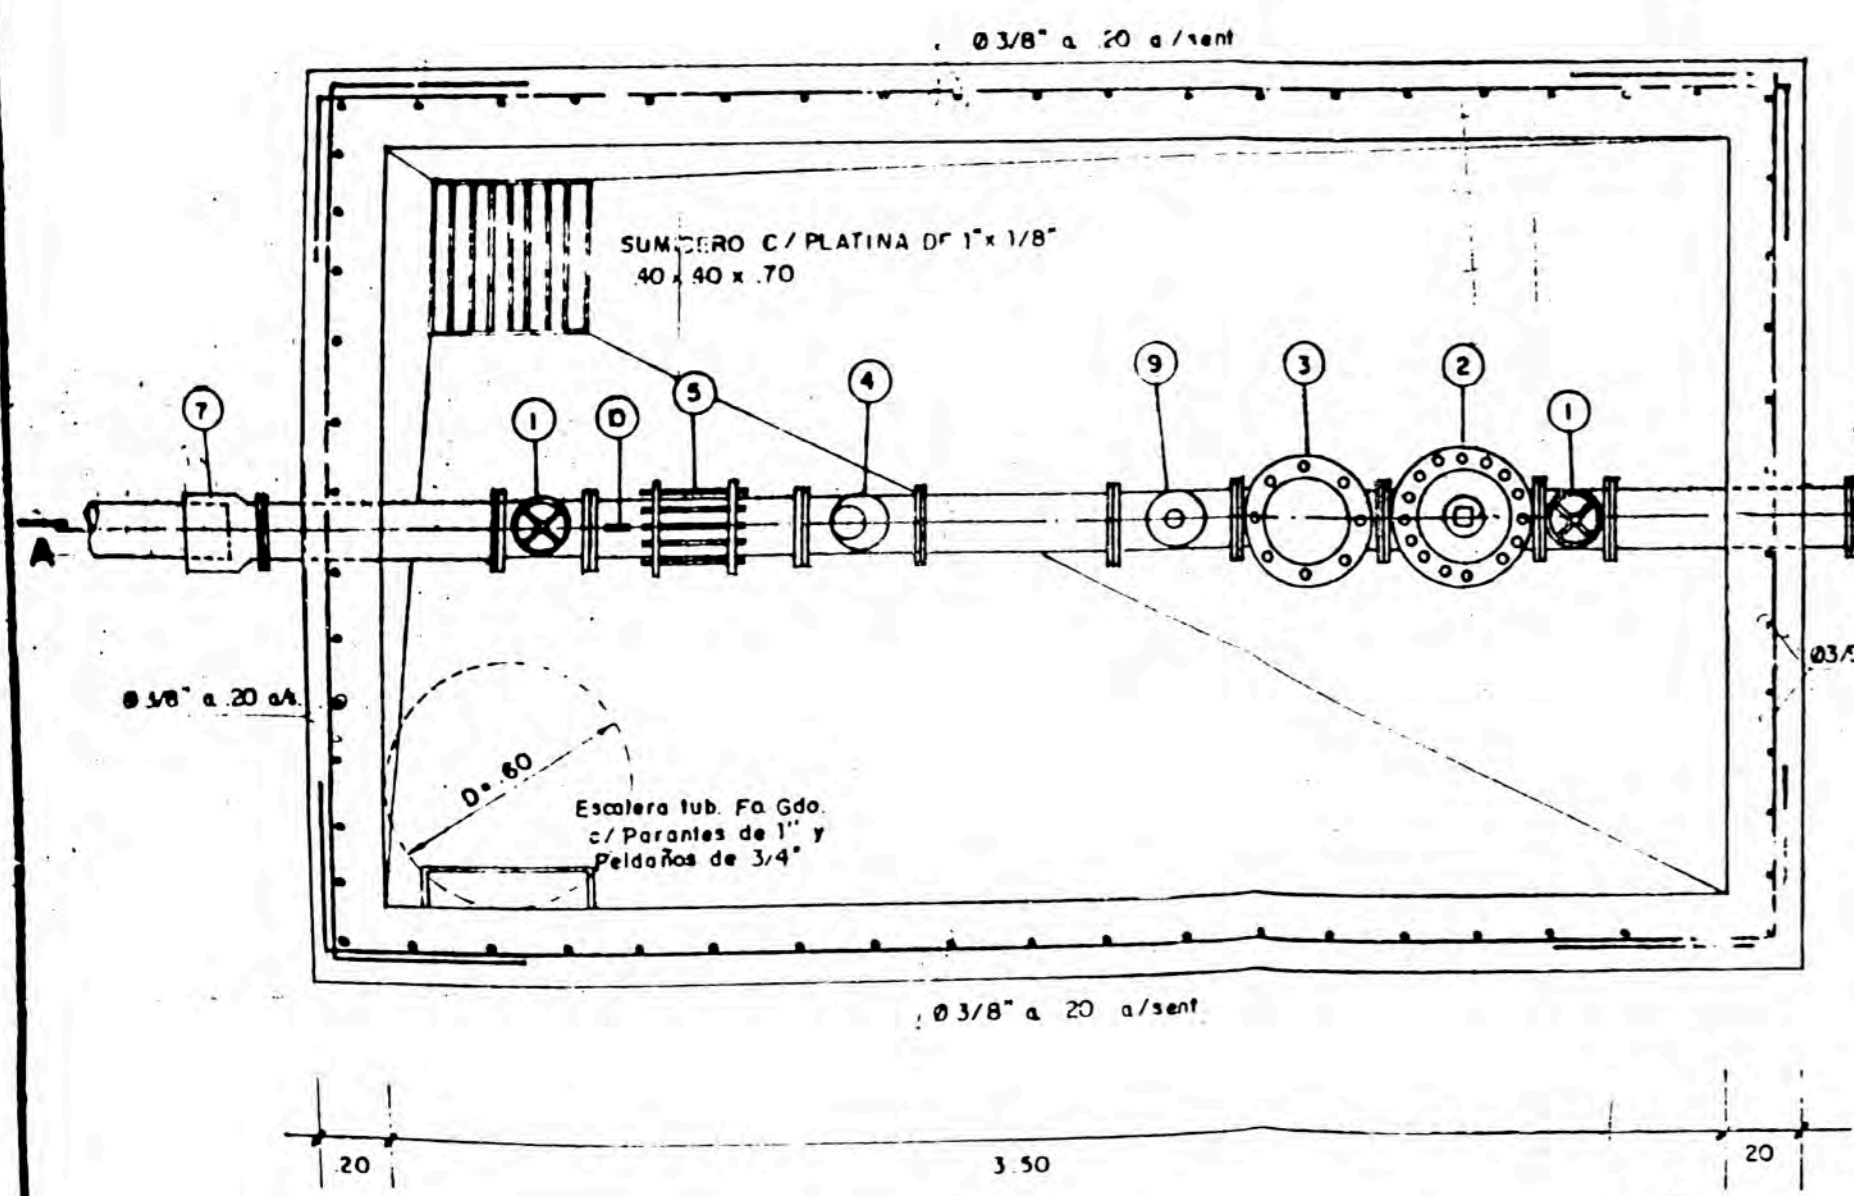 Ø 3/8" a .20 a/sent
SUMIDERO C/ PLATINA DE 1" x 1/8"
.40 x 40 x .70
9
3
2
4
5
1
7
1
D
A
Ø 3/8" a .20 a/s.
D= .60
Escalera tub. Fo Gdo.
c/ Parantes de 1" y
Peldaños de 3/4"
Ø 3/8" a 20 a/sent
.20
3.50
20